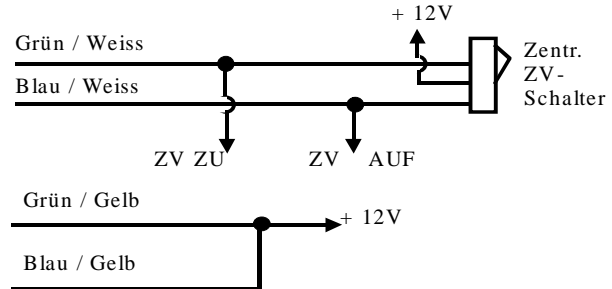 + 12V
Grün / Weiss
Zentr.
ZV-
Schalter
Blau / Weiss
ZV ZU
ZV AUF
Grün / Gelb
+ 12V
Blau / Gelb